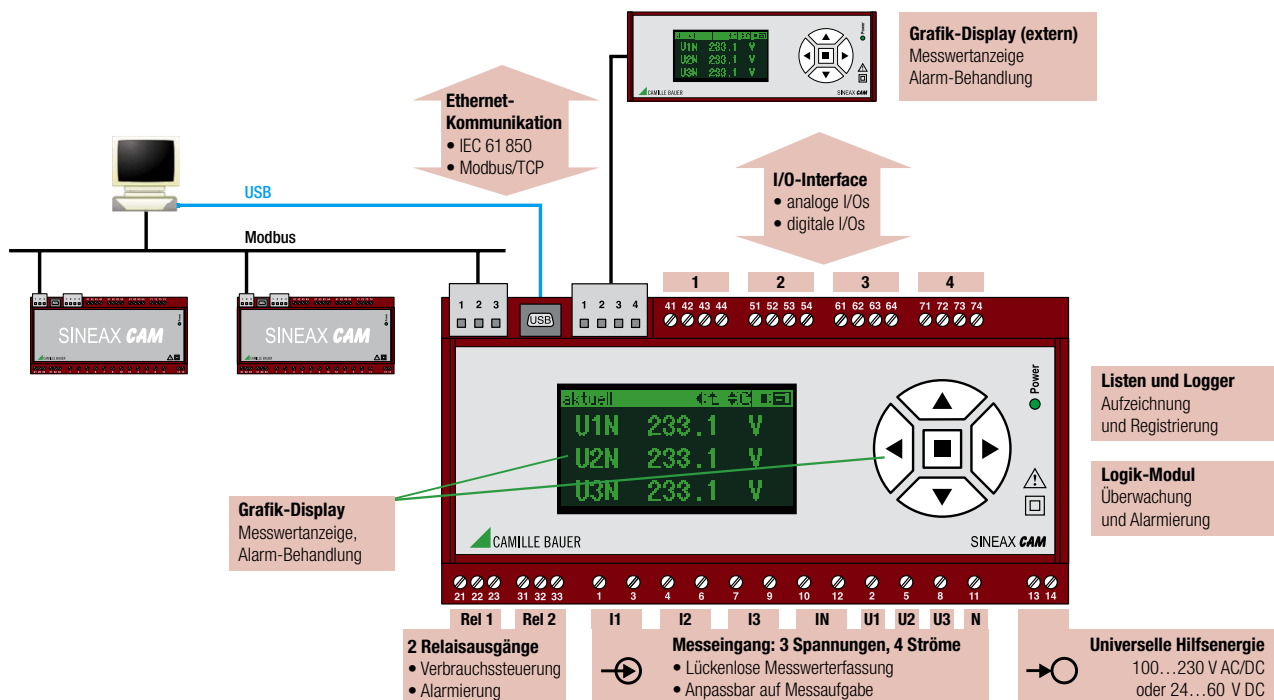 Grafik-Display (extern)
Messwertanzeige
Alarm-Behandlung
U1N 233.1 V
U2N 233.1 V
U3N 233.1 V
Power
CAMILLE BAUER
SINEAX CAM
Ethernet-
Kommunikation
• IEC 61 850
• Modbus/TCP
I/O-Interface
• analoge I/Os
• digitale I/Os
USB
Modbus
SINEAX CAM
SINEAX CAM
1 2 3 4
1 2 3
USB
1 2 3 4
41 42 43 44
51 52 53 54
61 62 63 64
71 72 73 74
aktuell
U1N 233.1 V
U2N 233.1 V
U3N 233.1 V
Power
CAMILLE BAUER
SINEAX CAM
Listen und Logger
Aufzeichnung
und Registrierung
Logik-Modul
Überwachung
und Alarmierung
Grafik-Display
Messwertanzeige,
Alarm-Behandlung
21 22 23 31 32 33 1 3 4 6 7 9 10 12 2 5 8 11 13 14
Rel 1 Rel 2 I1 I2 I3 IN U1 U2 U3 N
2 Relaisausgänge
• Verbrauchssteuerung
• Alarmierung
Messeingang: 3 Spannungen, 4 Ströme
• Lückenlose Messwerterfassung
• Anpassbar auf Messaufgabe
Universelle Hilfsenergie
100…230 V AC/DC
oder 24…60 V DC